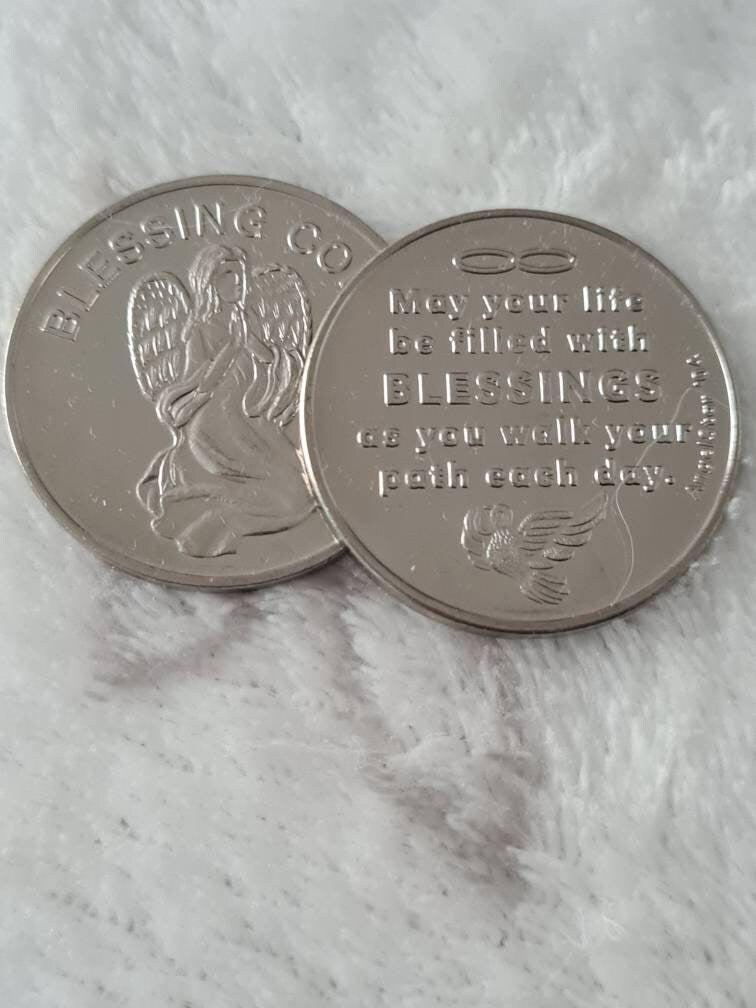 BLESSING CO
May your life
be filled with
BLESSINGS
as you walk your
path each day.